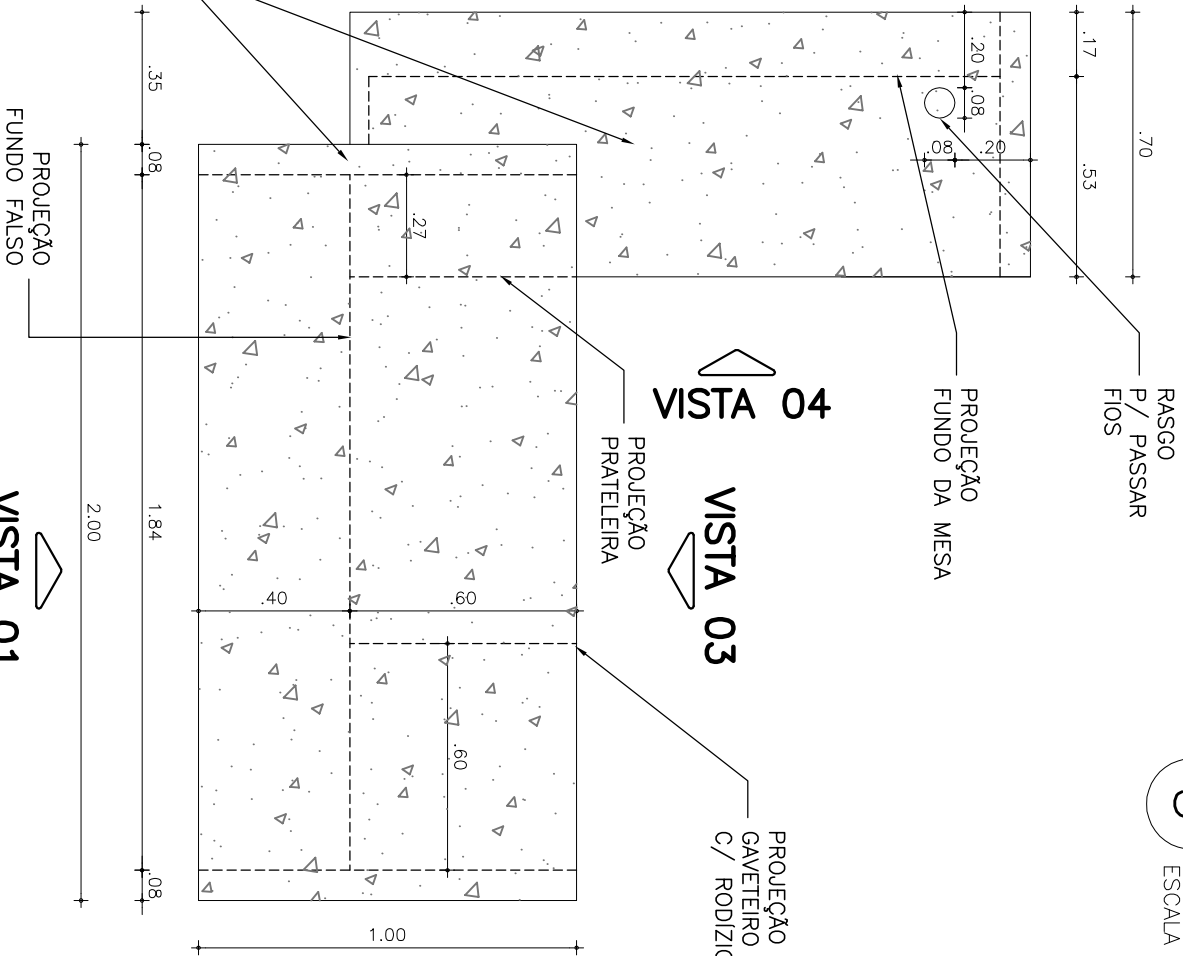 .17
.70
.53
.20
.08
.08
.20
RASGO
P/ PASSAR
FIOS
.35
.08
PROJEÇÃO
FUNDO FALSO
.27
VISTA 04
PROJEÇÃO
FUNDO DA MESA
PROJEÇÃO
PRATELEIRA
VISTA 03
2.00
1.84
VISTA 01
.40
.60
.60
PROJEÇÃO
GAVETEIRO
C/ RODÍZIO
ESCALA
.08
1.00